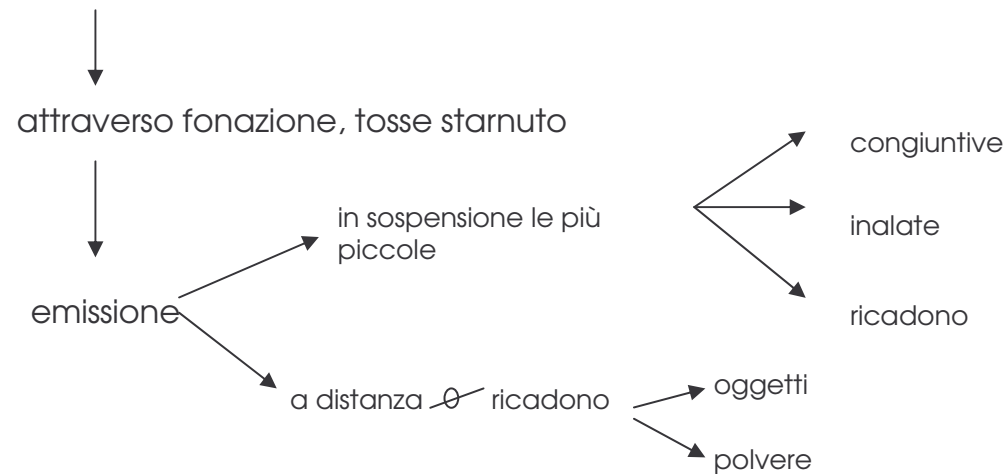 attraverso fonazione, tosse starnuto
congiuntive
in sospensione le più
piccole
inalate
emissione
ricadono
a distanza o ricadono
oggetti
polvere